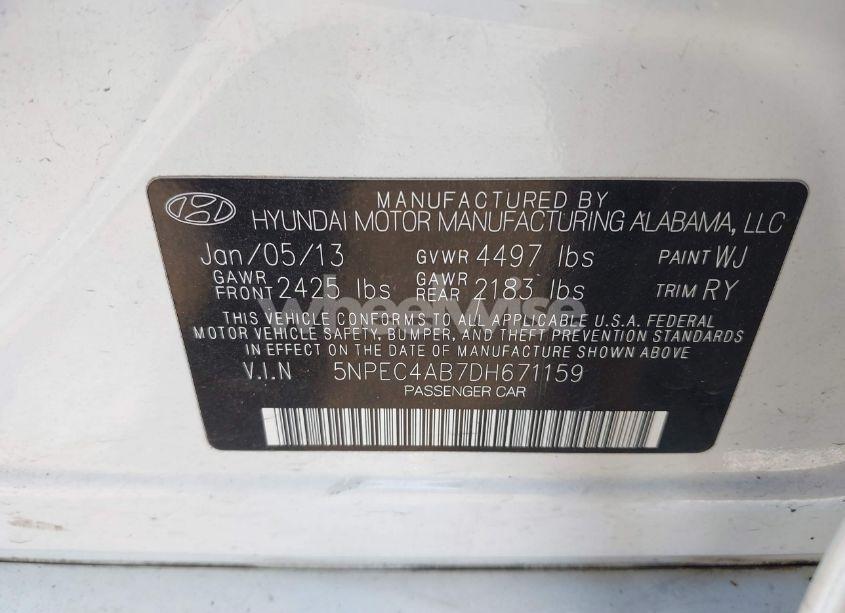 MANUFACTURED BY
HYUNDAI MOTOR MANUFACTURING ALABAMA, LLC
Jan/05/13 GVWR 4497 lbs PAINT WJ
GAWR FRONT 2425 lbs GAWR REAR 2183 lbs TRIM RY
wheelwise
THIS VEHICLE CONFORMS TO ALL APPLICABLE U.S.A. FEDERAL
MOTOR VEHICLE SAFETY, BUMPER, AND THEFT PREVENTION STANDARDS
IN EFFECT ON THE DATE OF MANUFACTURE SHOWN ABOVE
V.I.N 5NPEC4AB7DH671159
PASSENGER CAR